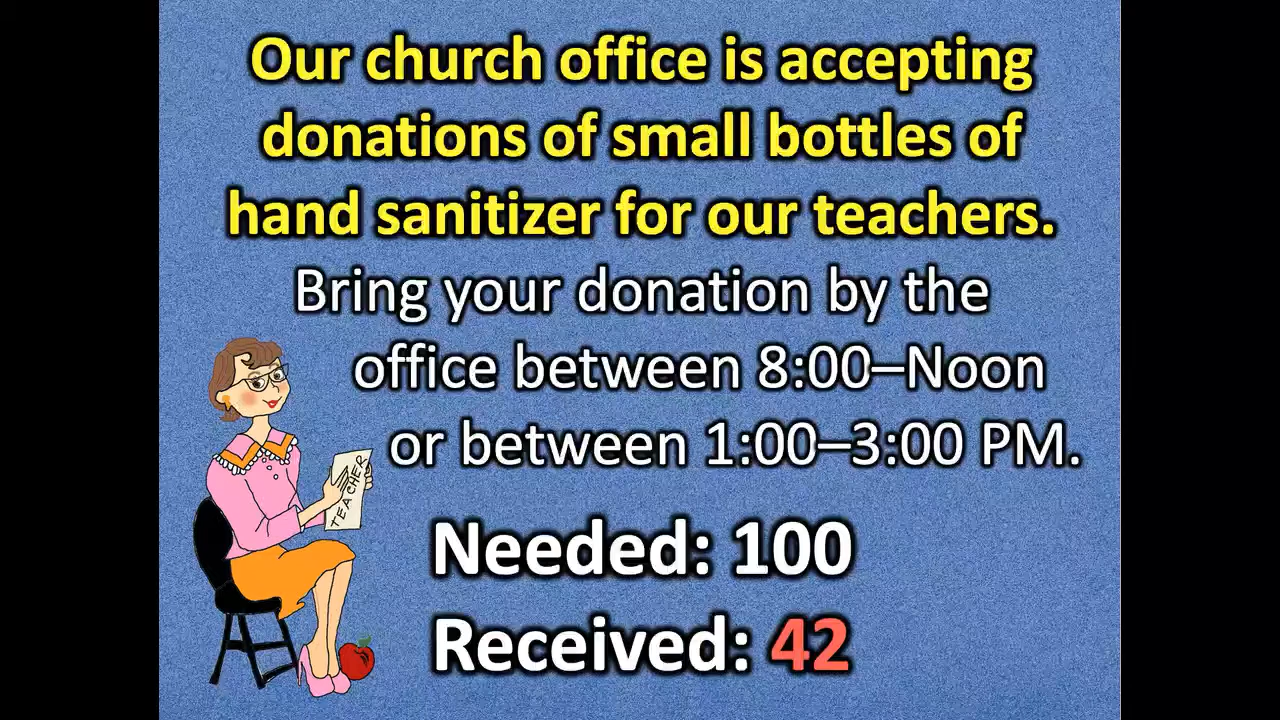 Our church office is accepting
donations of small bottles of
hand sanitizer for our teachers.
Bring your donation by the
office between 8:00–Noon
or between 1:00–3:00 PM.
TEACHER
Needed: 100
Received: 42